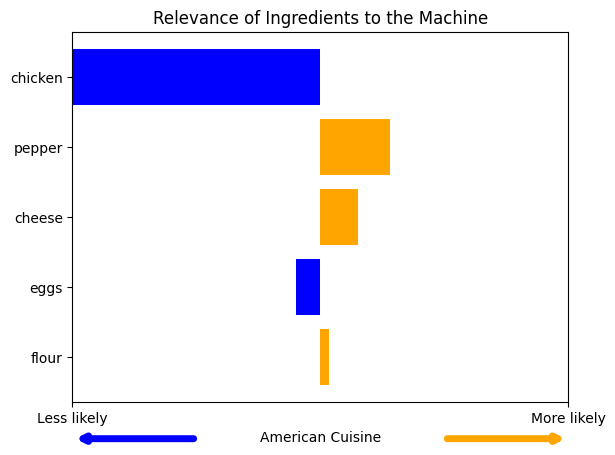 Relevance of Ingredients to the Machine
chicken
pepper
cheese
eggs
flour
Less likely
More likely
American Cuisine